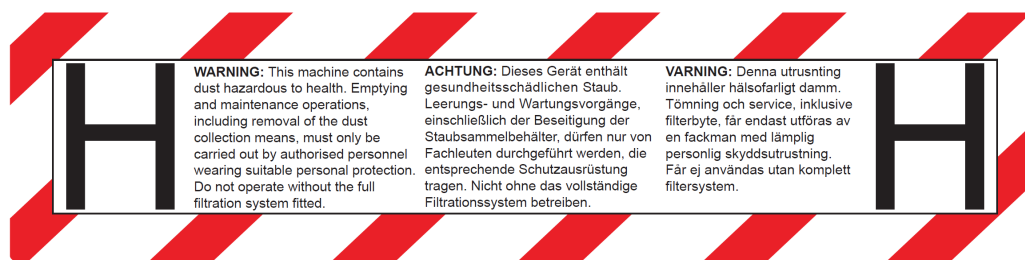 H
WARNING: This machine contains
dust hazardous to health. Emptying
and maintenance operations,
including removal of the dust
collection means, must only be
carried out by authorised personnel
wearing suitable personal protection.
Do not operate without the full
filtration system fitted.
ACHTUNG: Dieses Gerät enthält
gesundheitsschädlichen Staub.
Leerungs- und Wartungsvorgänge,
einschließlich der Beseitigung der
Staubsammelbehälter, dürfen nur von
Fachleuten durchgeführt werden, die
entsprechende Schutzausrüstung
tragen. Nicht ohne das vollständige
Filtrationssystem betreiben.
VARNING: Denna utrusnting
innehåller hälsofarligt damm.
Tömning och service, inklusive
filterbyte, får endast utföras av
en fackman med lämplig
personlig skyddsutrustning.
Får ej användas utan komplett
filtersystem.
H